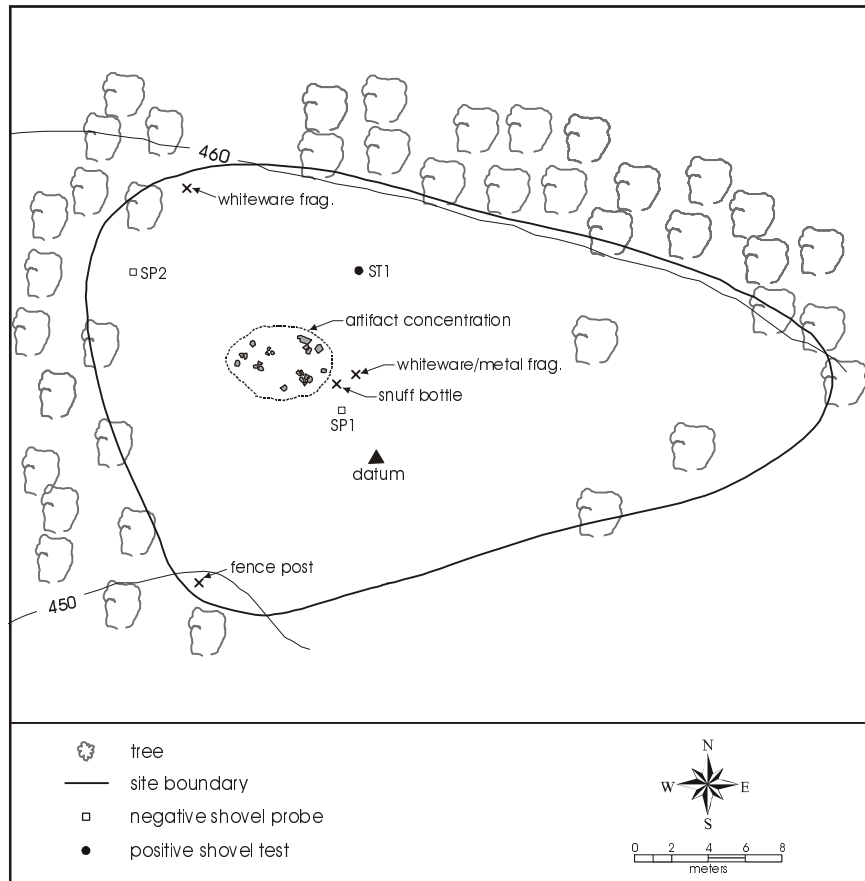 460
whiteware frag.
SP2
ST1
artifact concentration
whiteware/metal frag.
snuff bottle
SP1
datum
fence post
450
tree
site boundary
negative shovel probe
positive shovel test
N
W E
S
0 2 4 6 8
meters